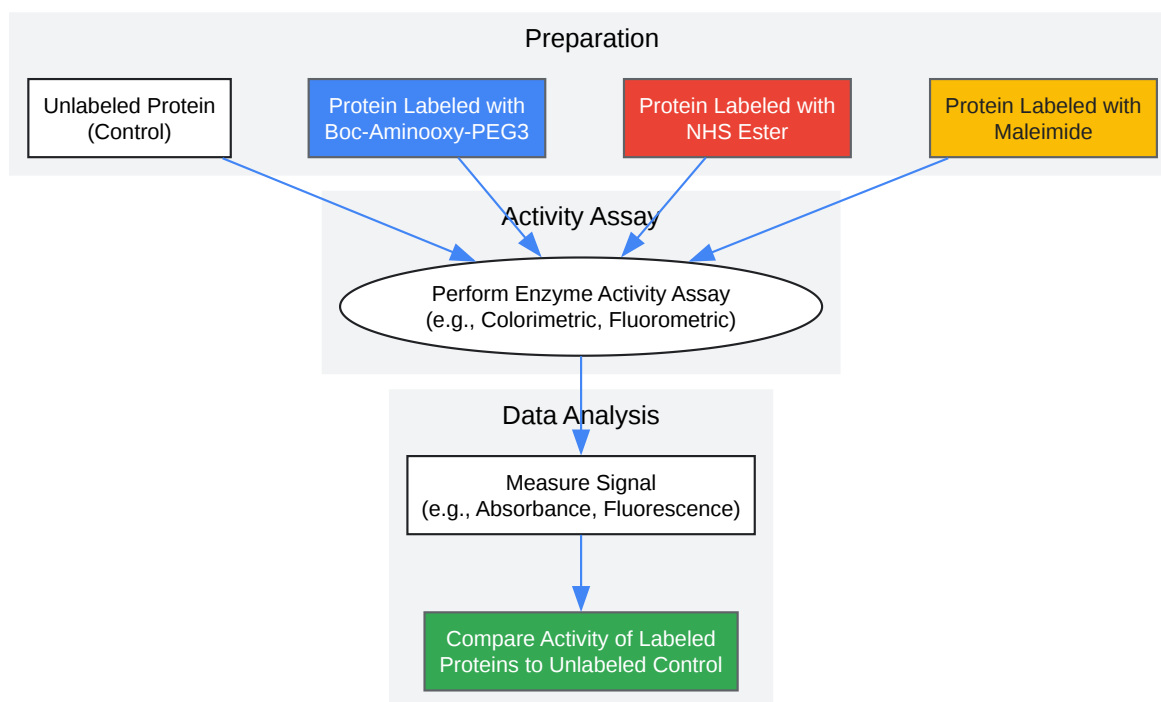 Preparation
Unlabeled Protein
(Control)
Protein Labeled with
Boc-Aminooxy-PEG3
Protein Labeled with
NHS Ester
Protein Labeled with
Maleimide
Activity Assay
Perform Enzyme Activity Assay
(e.g., Colorimetric, Fluorometric)
Data Analysis
Measure Signal
(e.g., Absorbance, Fluorescence)
Compare Activity of Labeled
Proteins to Unlabeled Control